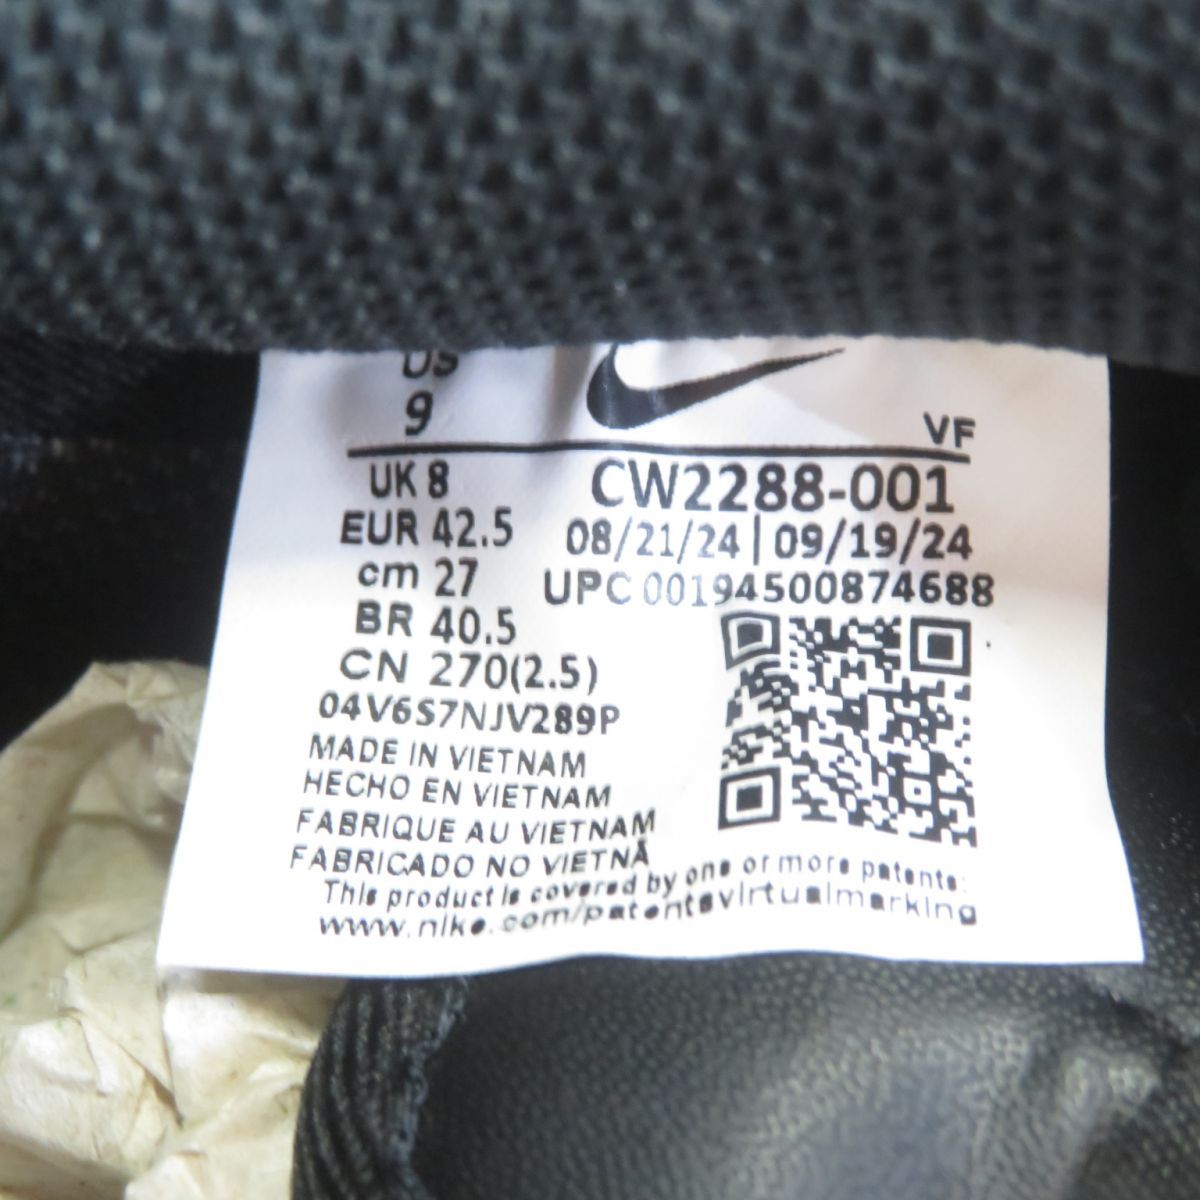 US
9
VF
UK 8
CW2288-001
EUR 42.5
08/21/24 | 09/19/24
cm 27
UPC 00194500874688
BR 40.5
CN 270(2.5)
04V6S7NJV289P
MADE IN VIETNAM
HECHO EN VIETNAM
FABRIQUE AU VIETNAM
FABRICADO NO VIETNÃ
This product is covered by one or more patents:
www.nike.com/patentsvirtualmarking